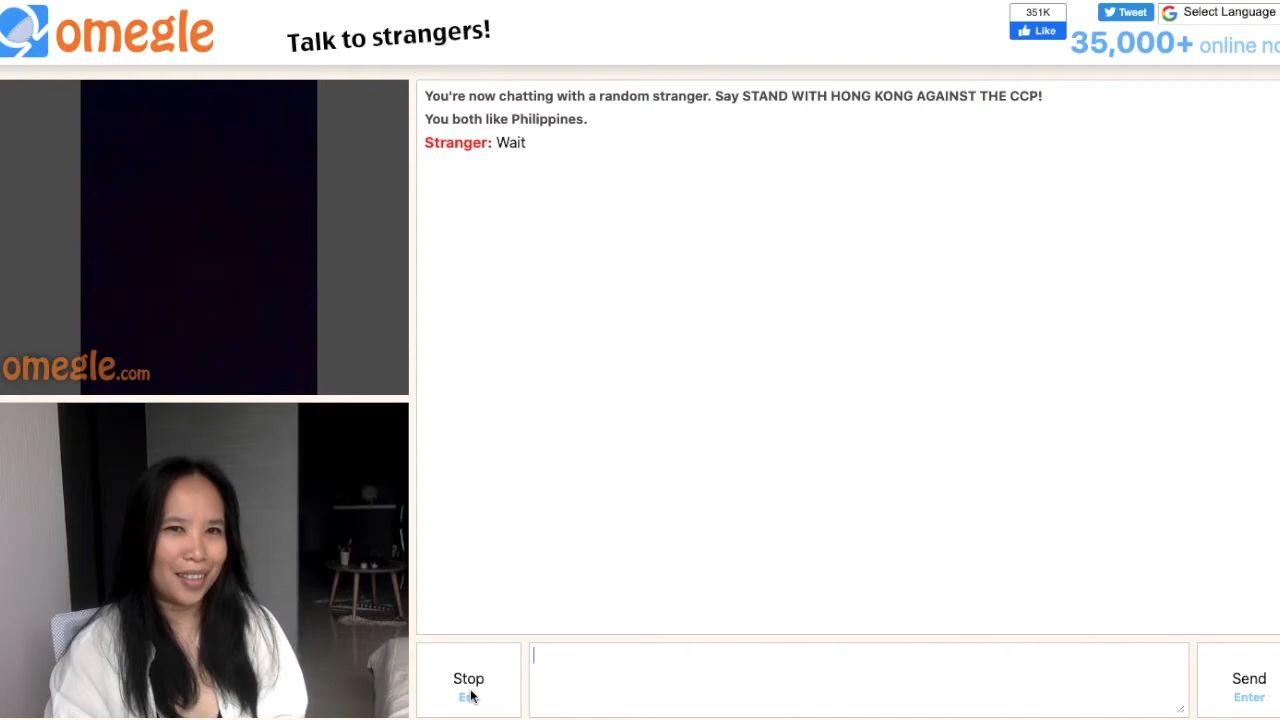 omegle
Talk to strangers!
351K
Like
Tweet
Select Language
35,000+ online
You're now chatting with a random stranger. Say STAND WITH HONG KONG AGAINST THE CCP!
You both like Philippines.
Stranger: Wait
omegle.com
Stop
Send
Enter